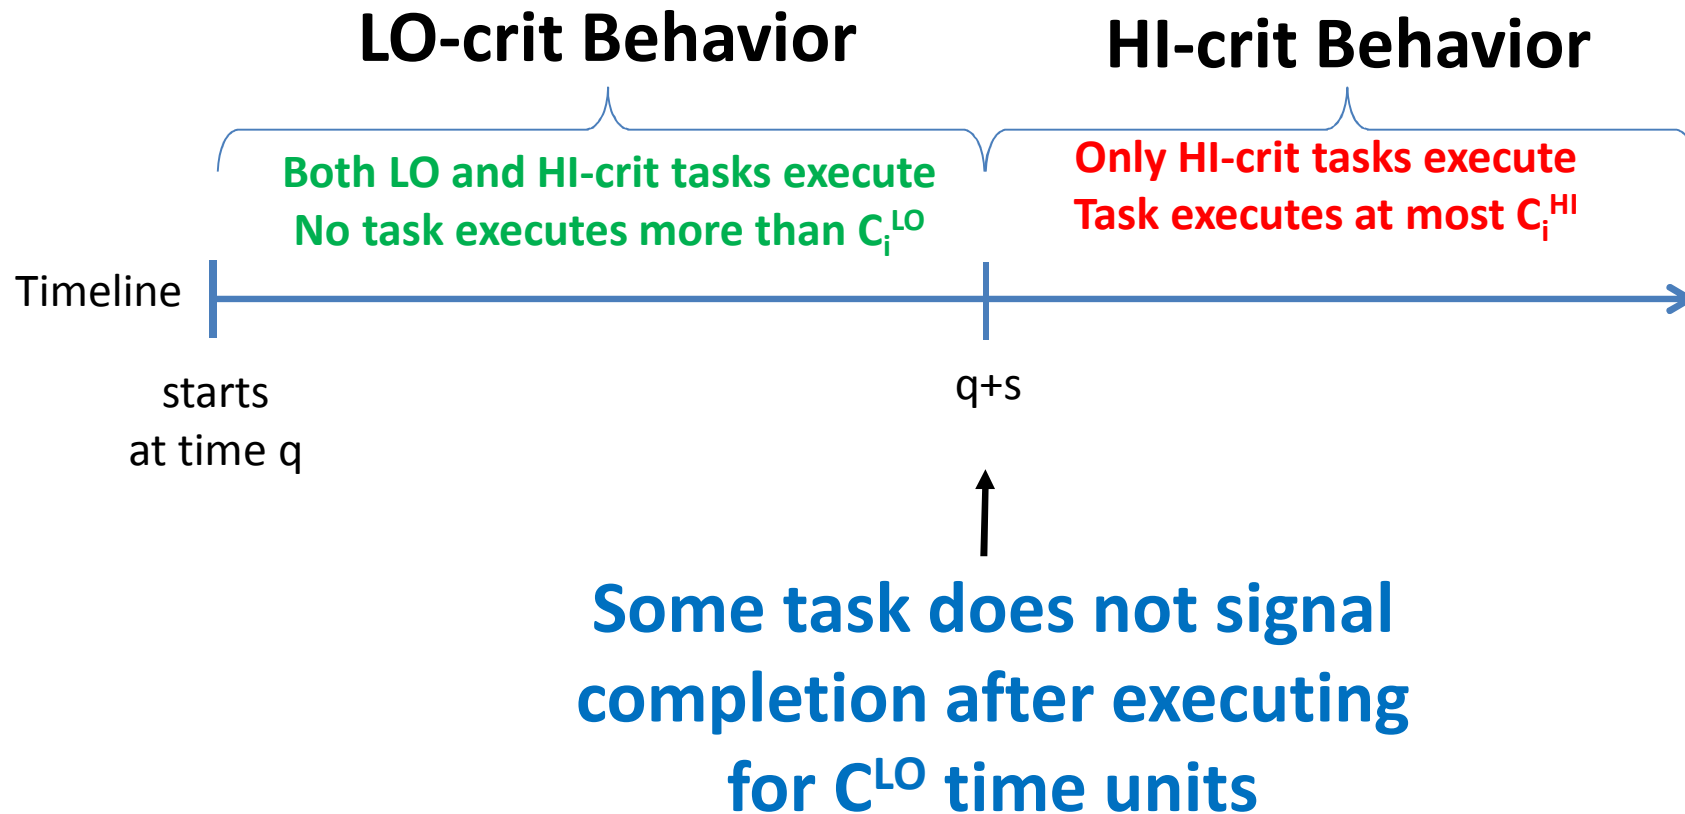 LO-crit Behavior
HI-crit Behavior
Both LO and HI-crit tasks execute
No task executes more than Cᵢᴸᴼ
Only HI-crit tasks execute
Task executes at most Cᵢᴴᴵ
Timeline
starts
at time q
q+s
Some task does not signal
completion after executing
for Cᴸᴼ time units